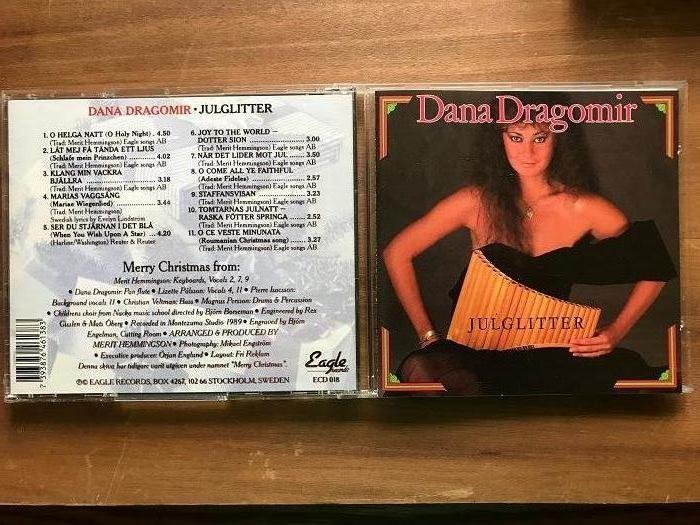 DANA DRAGOMIR • JULGLITTER
1. O HELGA NATT (O Holy Night) . 4.50
(Trad: Merit Hemmingson) Eagle songs AB
2. LÅT MEJ FÅ TÄNDA ETT LJUS
(Schlafe mein Prinzchen) .......... 4.02
(Trad: Merit Hemmingson) Eagle songs AB
3. KLANG MIN VACKRA
BJÄLLRA .......... 3.18
(Trad: Merit Hemmingson) Eagle songs AB
4. MARIAS VAGGSÅNG
(Mariae Wiegenlied) .......... 3.44
(Trad: Merit Hemmingson)
Swedish lyrics by Evelyn Lindström
5. SER DU STJÄRNAN I DET BLÅ
(When You Wish Upon A Star) ... 4.20
(Harline/Washington) Reuter & Reuter
6. JOY TO THE WORLD –
DOTTER SION .......... 3.00
(Trad: Merit Hemmingson) Eagle songs AB
7. NÄR DET LIDER MOT JUL .......... 3.50
(Trad: Merit Hemmingson) Eagle songs AB
8. O COME ALL YE FAITHFUL
(Adeste Fideles) .......... 2.57
(Trad: Merit Hemmingson) Eagle songs AB
9. STAFFANSVISAN .......... 3.23
(Trad: Merit Hemmingson) Eagle songs AB
10. TOMTARNAS JULNATT –
RASKA FÖTTER SPRINGA .......... 2.52
(Trad: Merit Hemmingson) Eagle songs AB
11. O CE VESTE MINUNATA
(Roumanian Christmas song) .......... 3.27
(Trad: Merit Hemmingson) Eagle songs AB
Merry Christmas from:
Merit Hemmingson: Keyboards, Vocals 2, 7, 9
• Dana Dragomir: Pan flute • Lizette Pålsson: Vocals 4, 11 • Pierre Isacsson:
Background vocals 11 • Christian Veltman: Bass • Magnus Persson: Drums & Percussion
• Childrens choir from Nacka music school directed by Björn Borseman • Engineered by Rex
Gisslén & Mats Öberg • Recorded in Montezuma Studio 1989 • Engraved by Björn
Engelman, Cutting Room • ARRANGED & PRODUCED BY
MERIT HEMMINGSON • Photography: Mikael Engström
• Executive producer: Örjan Englund • Layout: Fri Reklam
Denna skiva har tidigare varit utgiven under namnet "Merry Christmas".
Eagle
records
ECD 018
℗© EAGLE RECORDS, BOX 4267, 102 66 STOCKHOLM, SWEDEN
Dana Dragomir
JULGLITTER